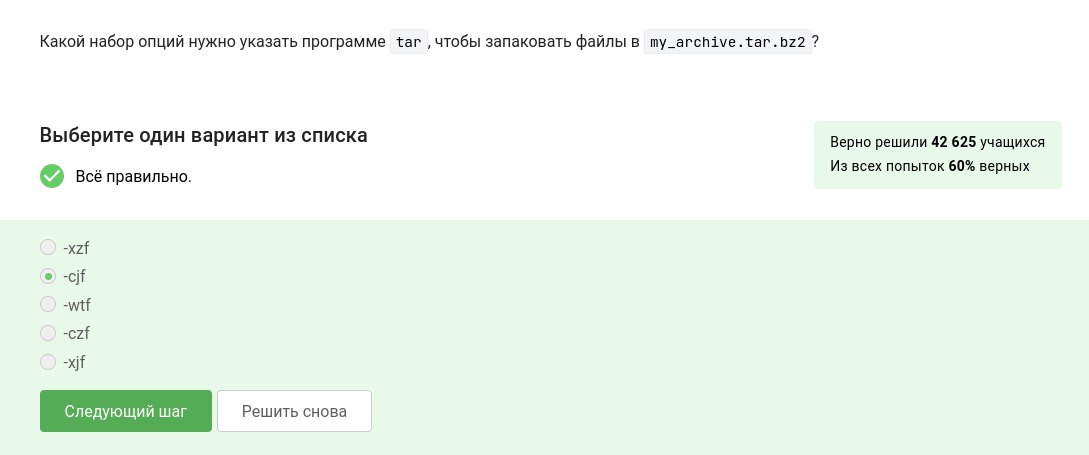 Какой набор опций нужно указать программе tar, чтобы запаковать файлы в my_archive.tar.bz2?
Выберите один вариант из списка
Всё правильно.
Верно решили 42 625 учащихся
Из всех попыток 60% верных
-xzf
-cjf
-wtf
-czf
-xjf
Следующий шаг
Решить снова